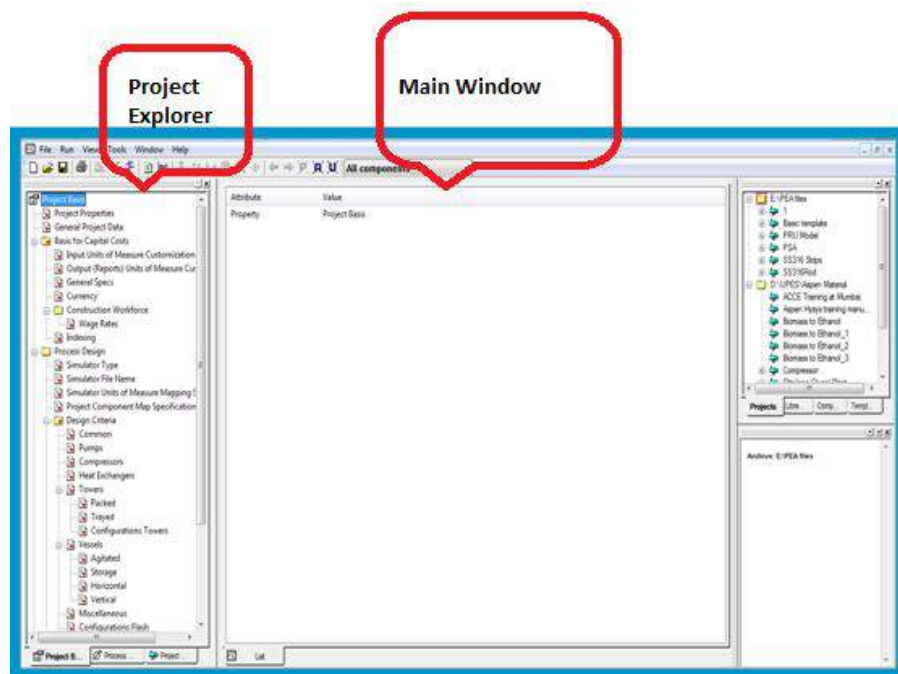 Project
Explorer
Main Window
File Run View Tools Window Help
All components
Project Basis
Project Properties
General Project Data
Basis for Capital Costs
Input Units of Measure Customization
Output (Reports) Units of Measure Cur
General Specs
Currency
Construction Workforce
Wage Rates
Indexing
Process Design
Simulator Type
Simulator File Name
Simulator Units of Measure Mapping S
Project Component Map Specification
Design Criteria
Common
Pumps
Compressors
Heat Exchangers
Towers
Packed
Trayed
Configurations Towers
Vessels
Agitated
Storage
Horizontal
Vertical
Miscellaneous
Configurations Flash
Project B... Process ... Project ...
Attribute Value
Property Project Basis
List
E:\PEA files
1
Basic template
PRU Model
PSA
SS316 Strips
SS316Rod
D:\UPES\Aspen Material
ACCE Training at Mumbai
Aspen Hysys training manu...
Biomass to Ethanol
Biomass to Ethanol_1
Biomass to Ethanol_2
Biomass to Ethanol_3
Compressor
Projects Libra... Comp... Templ...
Archive: E:\PEA files